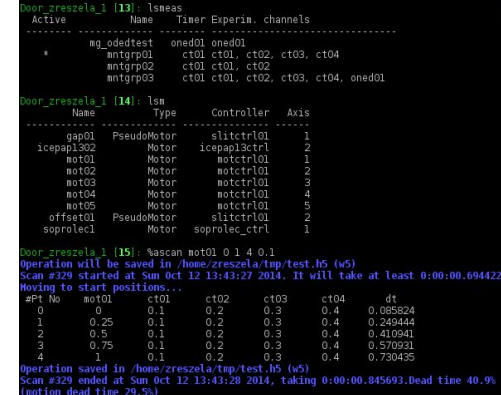 Door_zreszela_1 [13]: lsmeas
Active Name Timer Experim. channels
-------- ------------- ------- -----------------------------------
mg_odedtest oned01 oned01
* mntgrp01 ct01 ct01, ct02, ct03, ct04
mntgrp02 ct01 ct01, ct02
mntgrp03 ct01 ct01, ct02, ct03, ct04, oned01
Door_zreszela_1 [14]: lsm
Name Type Controller Axis
------------ ------------- --------------- ------
gap01 PseudoMotor slitctrl01 1
icepap1302 Motor icepap13ctrl 2
mot01 Motor motctrl01 1
mot02 Motor motctrl01 2
mot03 Motor motctrl01 3
mot04 Motor motctrl01 4
mot05 Motor motctrl01 5
offset01 PseudoMotor slitctrl01 2
soprolec1 Motor soprolec_ctrl 1
Door_zreszela_1 [15]: %ascan mot01 0 1 4 0.1
Operation will be saved in /home/zreszela/tmp/test.h5 (w5)
Scan #329 started at Sun Oct 12 13:43:27 2014. It will take at least 0:00:00.694422
Moving to start positions...
#Pt No mot01 ct01 ct02 ct03 ct04 dt
0 0 0.1 0.2 0.3 0.4 0.085824
1 0.25 0.1 0.2 0.3 0.4 0.249444
2 0.5 0.1 0.2 0.3 0.4 0.410941
3 0.75 0.1 0.2 0.3 0.4 0.570931
4 1 0.1 0.2 0.3 0.4 0.730435
Operation saved in /home/zreszela/tmp/test.h5 (w5)
Scan #329 ended at Sun Oct 12 13:43:28 2014, taking 0:00:00.845693.Dead time 40.9%
(motion dead time 29.5%)